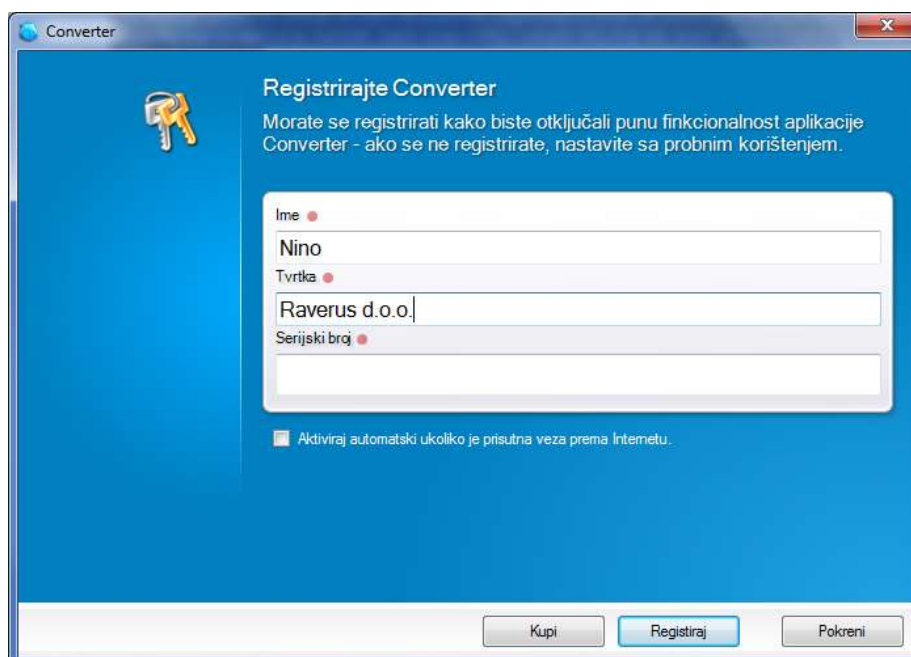 Converter
Registrirajte Converter
Morate se registrirati kako biste otključali punu finkcionalnost aplikacije
Converter - ako se ne registrirate, nastavite sa probnim korištenjem.
Ime
Nino
Tvrtka
Raverus d.o.o.
Serijski broj
Aktiviraj automatski ukoliko je prisutna veza prema Internetu.
Kupi Registiraj Pokreni